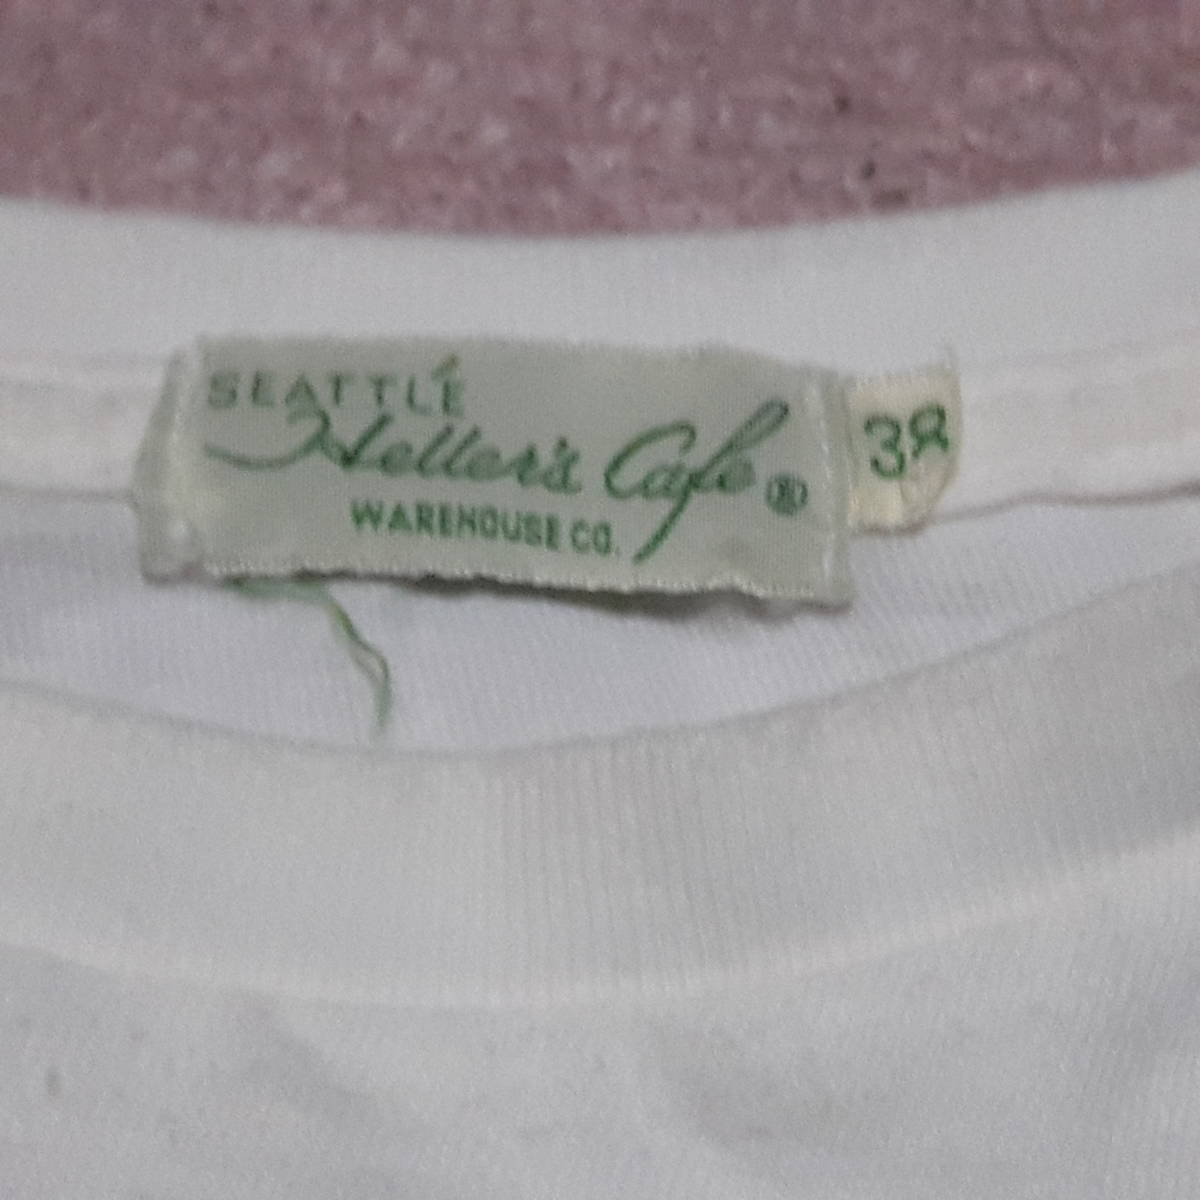 SEATTLE
Heller's Cafe ®
WAREHOUSE CO.
38